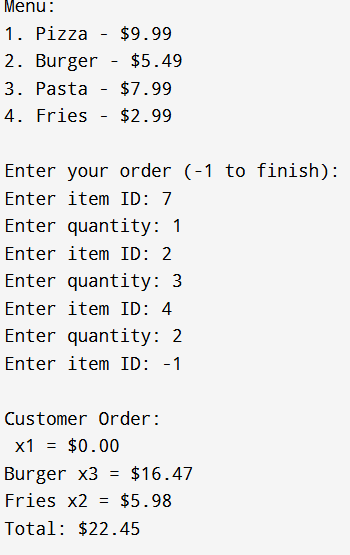 Menu:
1. Pizza - $9.99
2. Burger - $5.49
3. Pasta - $7.99
4. Fries - $2.99
Enter your order (-1 to finish):
Enter item ID: 7
Enter quantity: 1
Enter item ID: 2
Enter quantity: 3
Enter item ID: 4
Enter quantity: 2
Enter item ID: -1
Customer Order:
x1 = $0.00
Burger x3 = $16.47
Fries x2 = $5.98
Total: $22.45